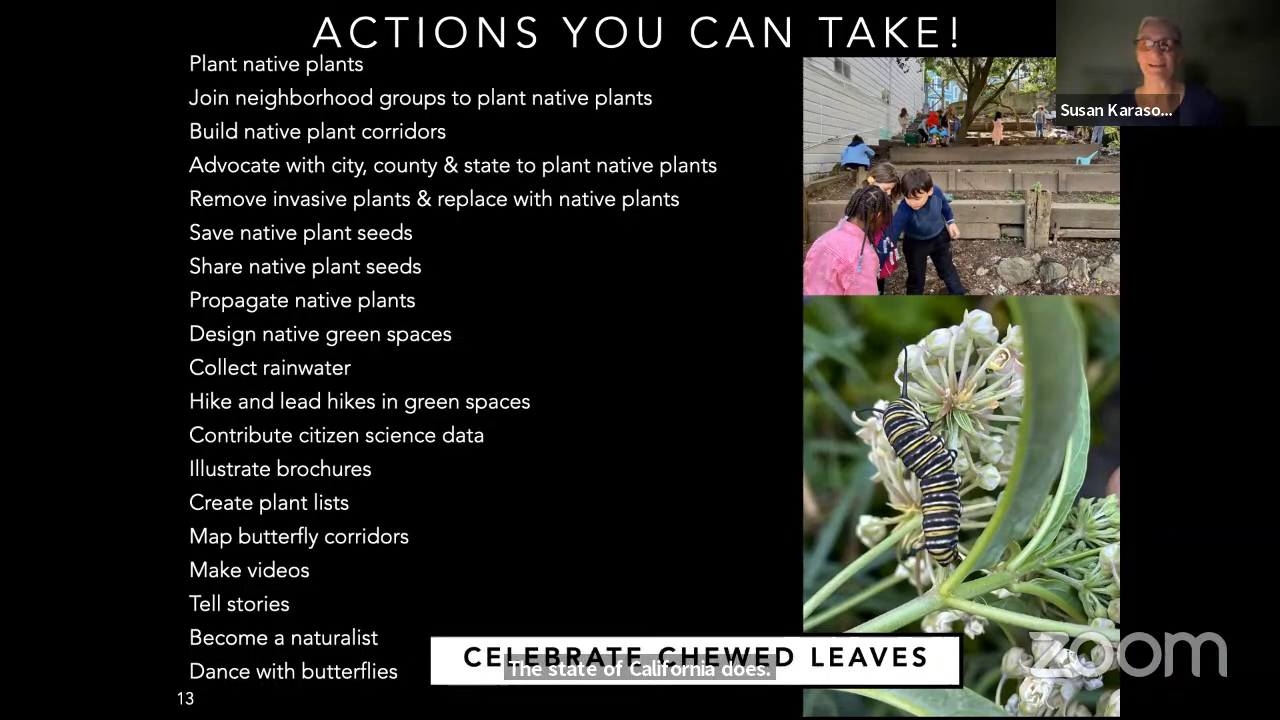 ACTIONS YOU CAN TAKE!
Plant native plants
Join neighborhood groups to plant native plants
Build native plant corridors
Advocate with city, county & state to plant native plants
Remove invasive plants & replace with native plants
Save native plant seeds
Share native plant seeds
Propagate native plants
Design native green spaces
Collect rainwater
Hike and lead hikes in green spaces
Contribute citizen science data
Illustrate brochures
Create plant lists
Map butterfly corridors
Make videos
Tell stories
Become a naturalist
Dance with butterflies
13
CELEBRATE CHEWED LEAVES
The state of California does.
Susan Karaso...
zoom